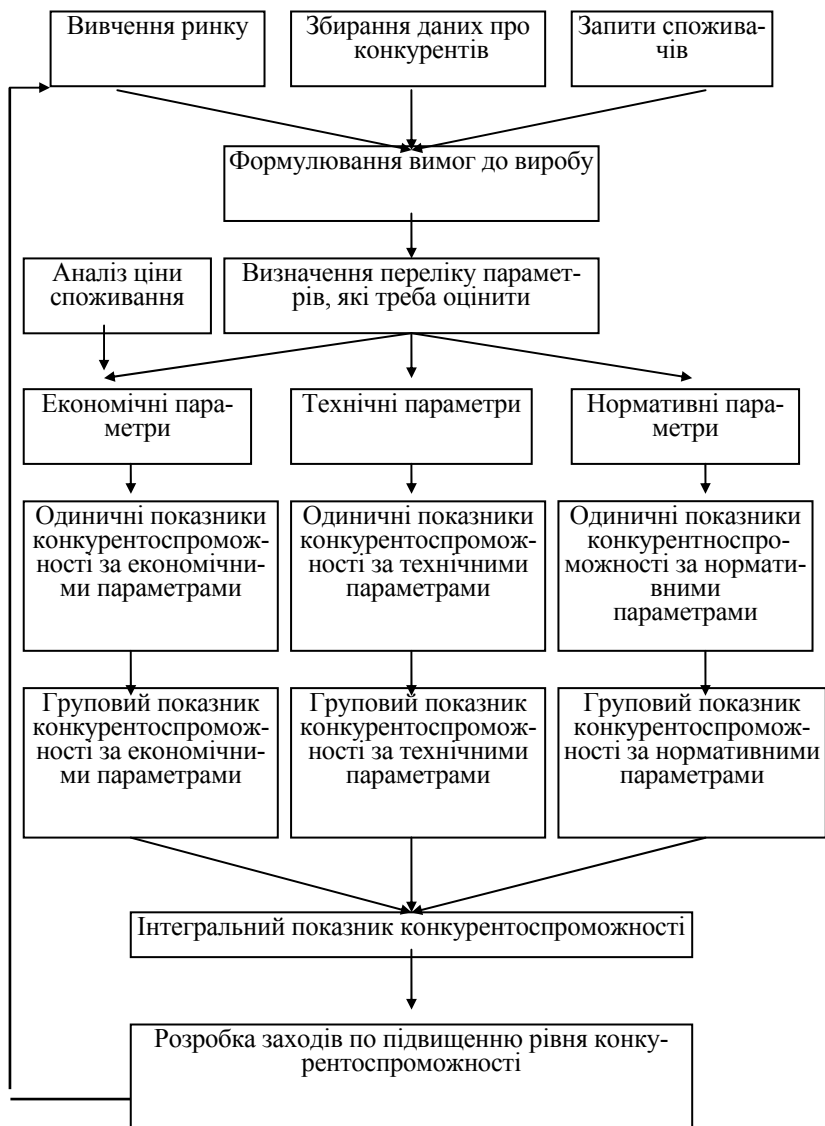 Вивчення ринку
Збирання даних про
конкурентів
Запити спожива-
чів
Формулювання вимог до виробу
Аналіз ціни
споживання
Визначення переліку парамет-
рів, які треба оцінити
Економічні пара-
метри
Технічні параметри
Нормативні пара-
метри
Одиничні показники
конкурентоспромож-
ності за економічни-
ми параметрами
Одиничні показники
конкурентоспромож-
ності за технічними
параметрами
Одиничні показники
конкурентноспро-
можності за нормати-
вними
параметрами
Груповий показник
конкурентоспромож-
ності за економічни-
ми параметрами
Груповий показник
конкурентоспромож-
ності за технічними
параметрами
Груповий показник
конкурентоспромож-
ності за нормативними
параметрами
Інтегральний показник конкурентоспроможності
Розробка заходів по підвищенню рівня конку-
рентоспроможності